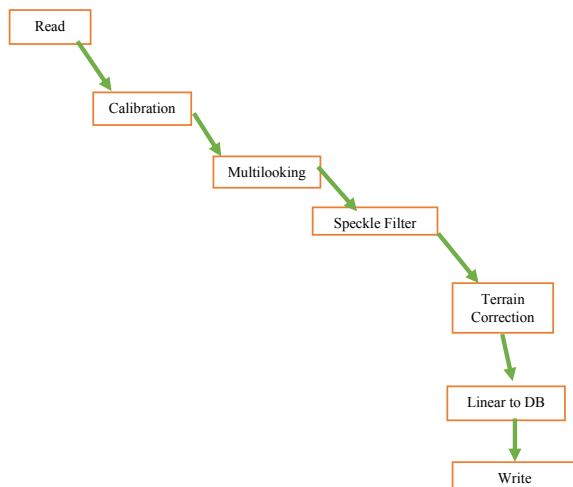 Read
Calibration
Multilooking
Speckle Filter
Terrain
Correction
Linear to DB
Write